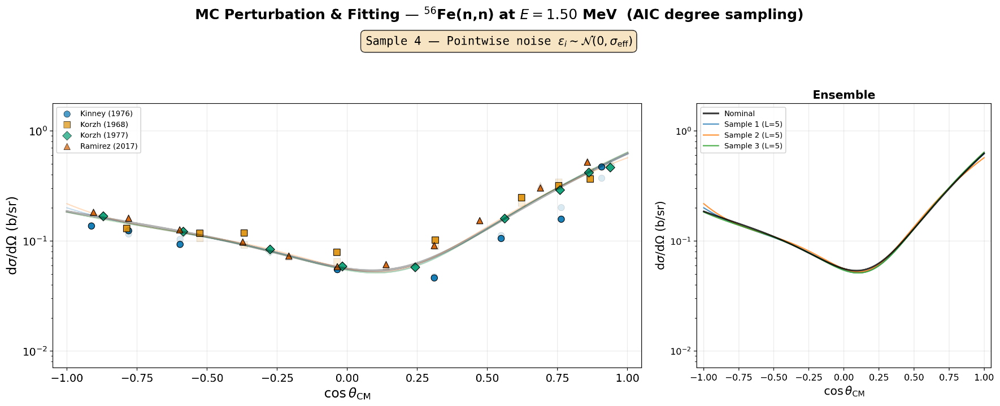 MC Perturbation & Fitting — ⁵⁶Fe(n,n) at E = 1.50 MeV (AIC degree sampling)
Sample 4 — Pointwise noise εᵢ ~ 𝒩(0, σ_eff)
Kinney (1976)
Korzh (1968)
Korzh (1977)
Ramirez (2017)
10⁰
10⁻¹
10⁻²
dσ/dΩ (b/sr)
−1.00 −0.75 −0.50 −0.25 0.00 0.25 0.50 0.75 1.00
cos θ_CM
Ensemble
Nominal
Sample 1 (L=5)
Sample 2 (L=5)
Sample 3 (L=5)
10⁰
10⁻¹
10⁻²
dσ/dΩ (b/sr)
−1.00 −0.75 −0.50 −0.25 0.00 0.25 0.50 0.75 1.00
cos θ_CM